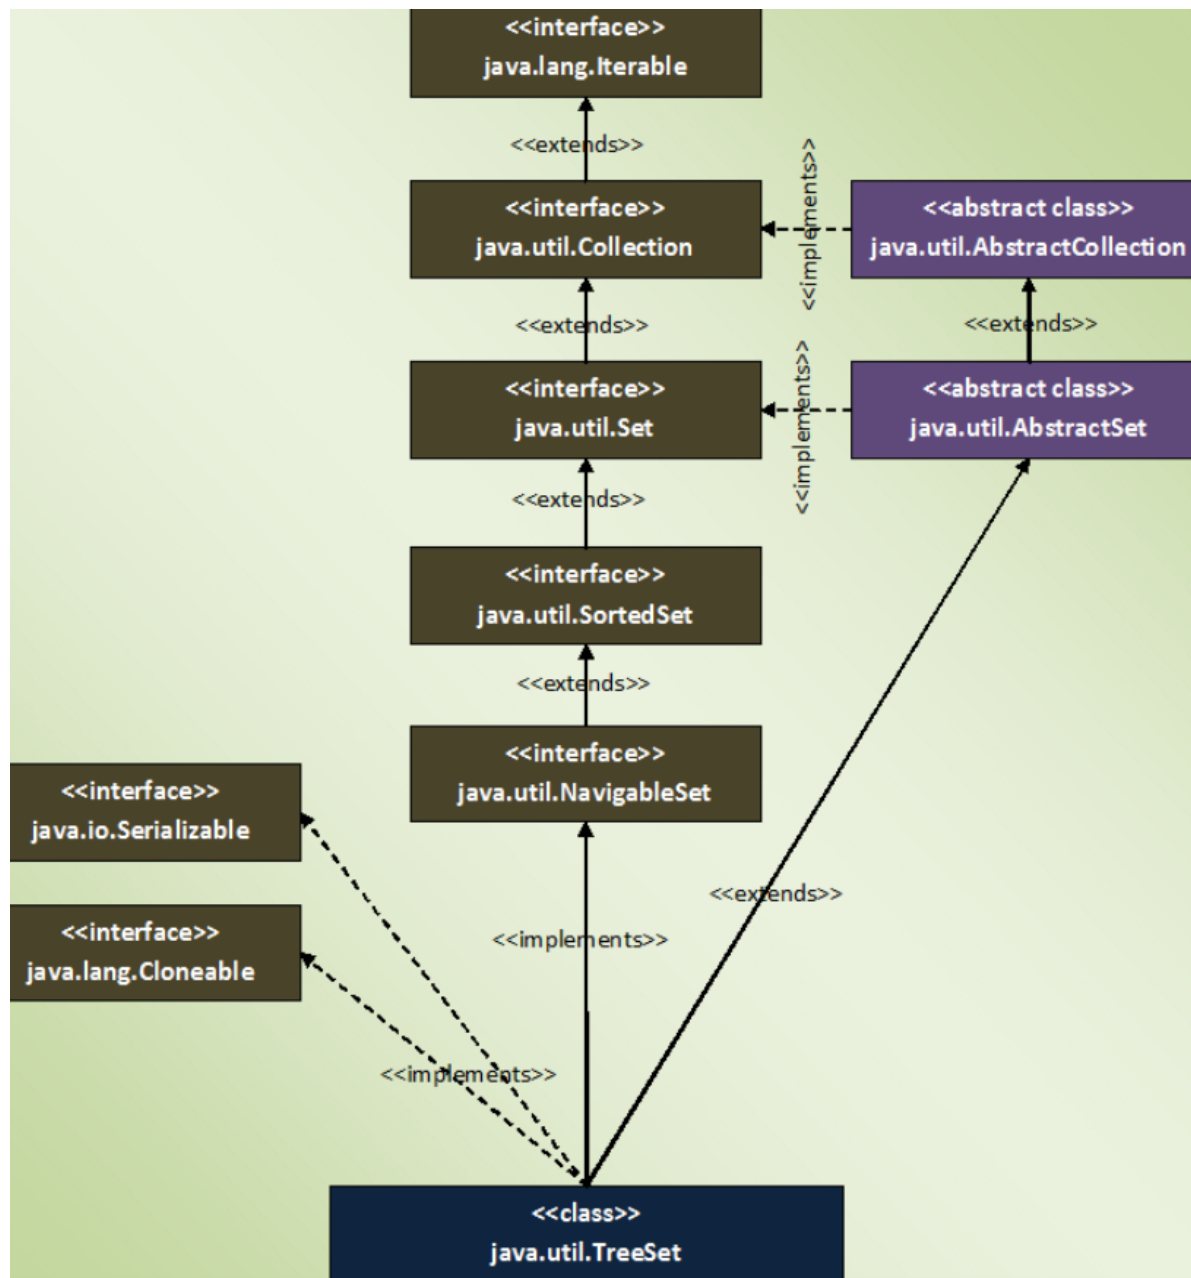 <<interface>>
java.lang.Iterable
<<extends>>
<<interface>>
java.util.Collection
<<implements>>
<<abstract class>>
java.util.AbstractCollection
<<extends>>
<<extends>>
<<interface>>
java.util.Set
<<implements>>
<<abstract class>>
java.util.AbstractSet
<<extends>>
<<interface>>
java.util.SortedSet
<<extends>>
<<interface>>
java.util.NavigableSet
<<interface>>
java.io.Serializable
<<extends>>
<<interface>>
java.lang.Cloneable
<<implements>>
<<implements>>
<<class>>
java.util.TreeSet